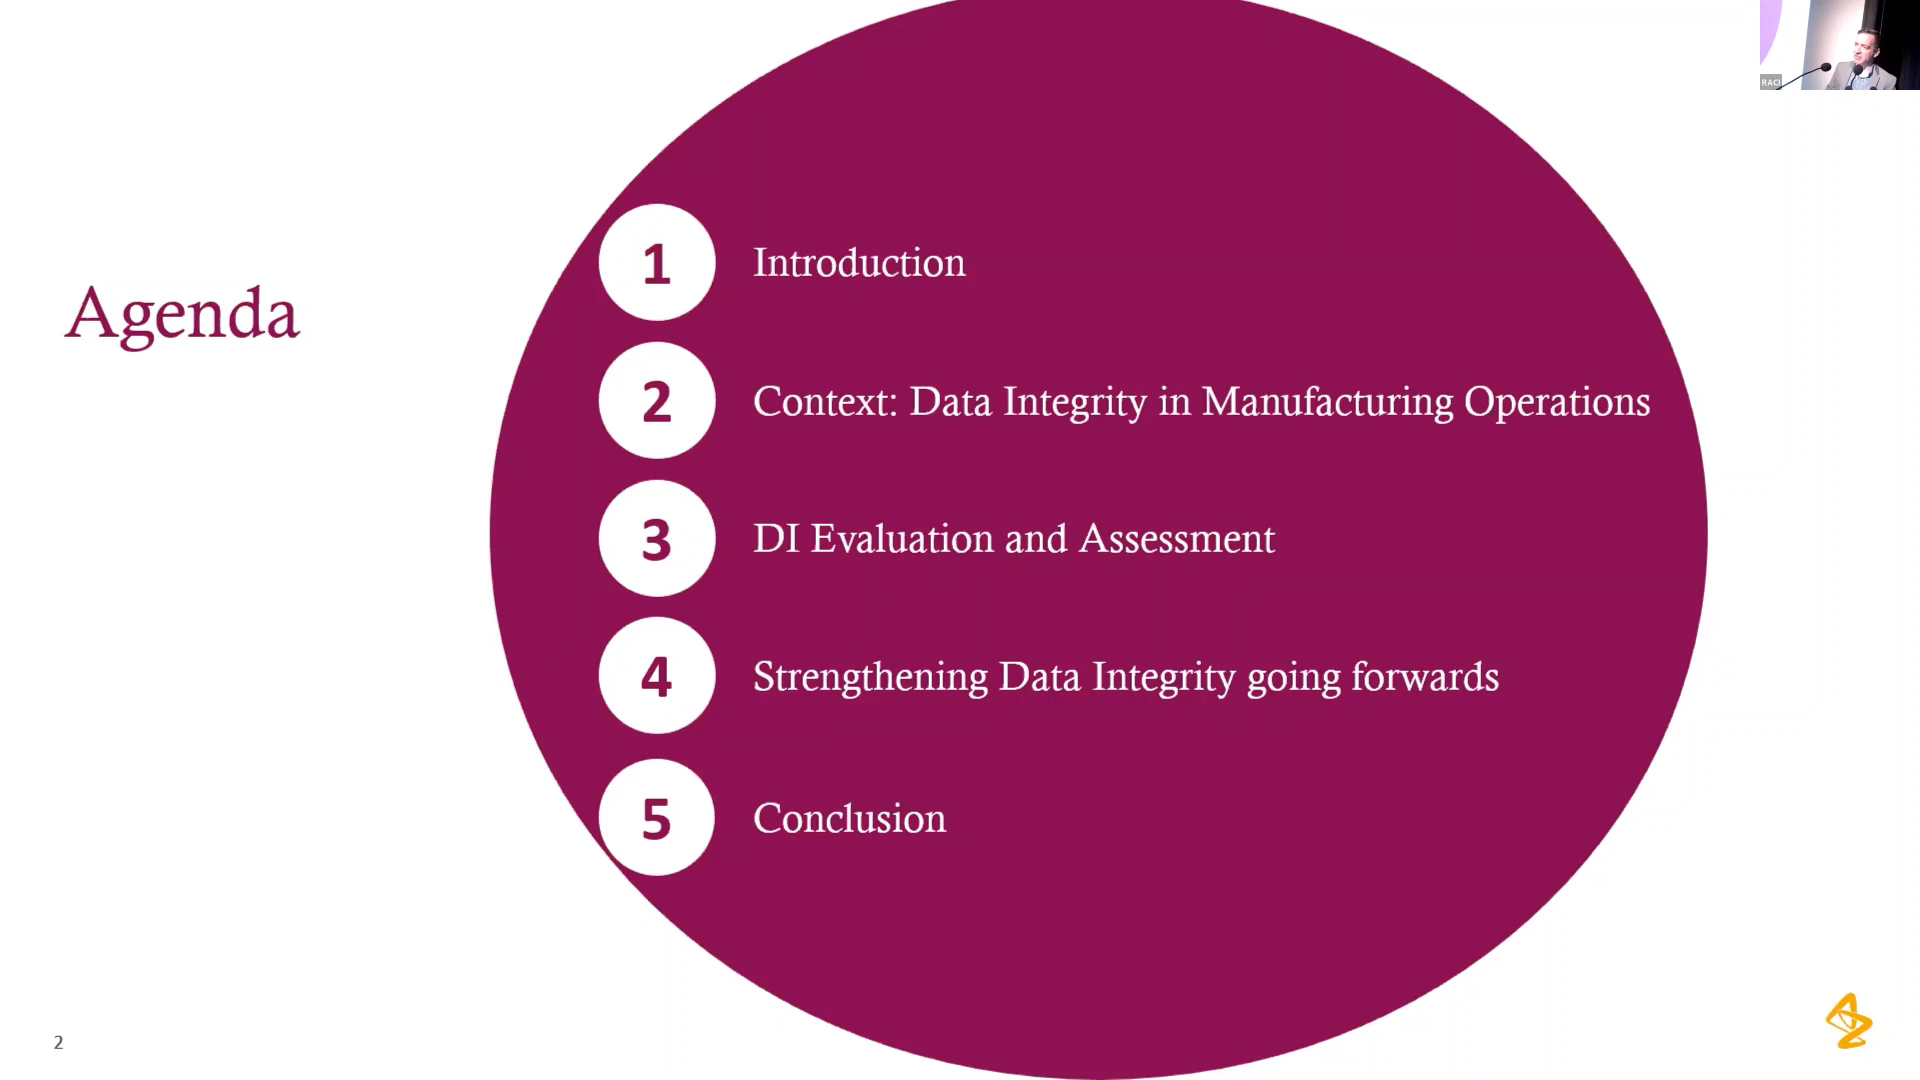 RACI
Agenda
1 Introduction
2 Context: Data Integrity in Manufacturing Operations
3 DI Evaluation and Assessment
4 Strengthening Data Integrity going forwards
5 Conclusion
2